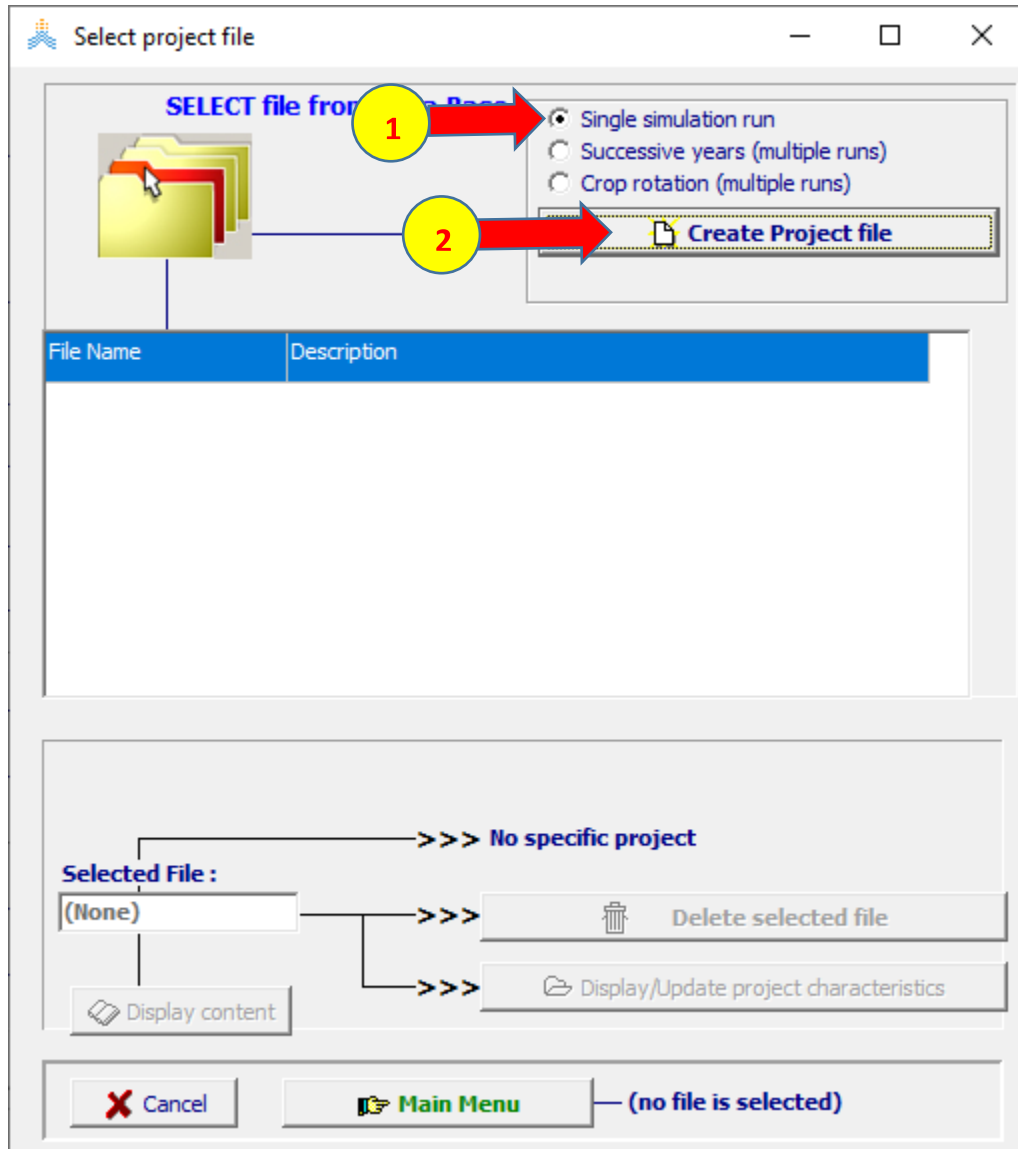 Select project file
SELECT file from
Single simulation run
Successive years (multiple runs)
Crop rotation (multiple runs)
1
2
Create Project file
File Name
Description
>>> No specific project
Selected File :
(None)
>>> Delete selected file
>>> Display/Update project characteristics
Display content
Cancel
Main Menu
(no file is selected)